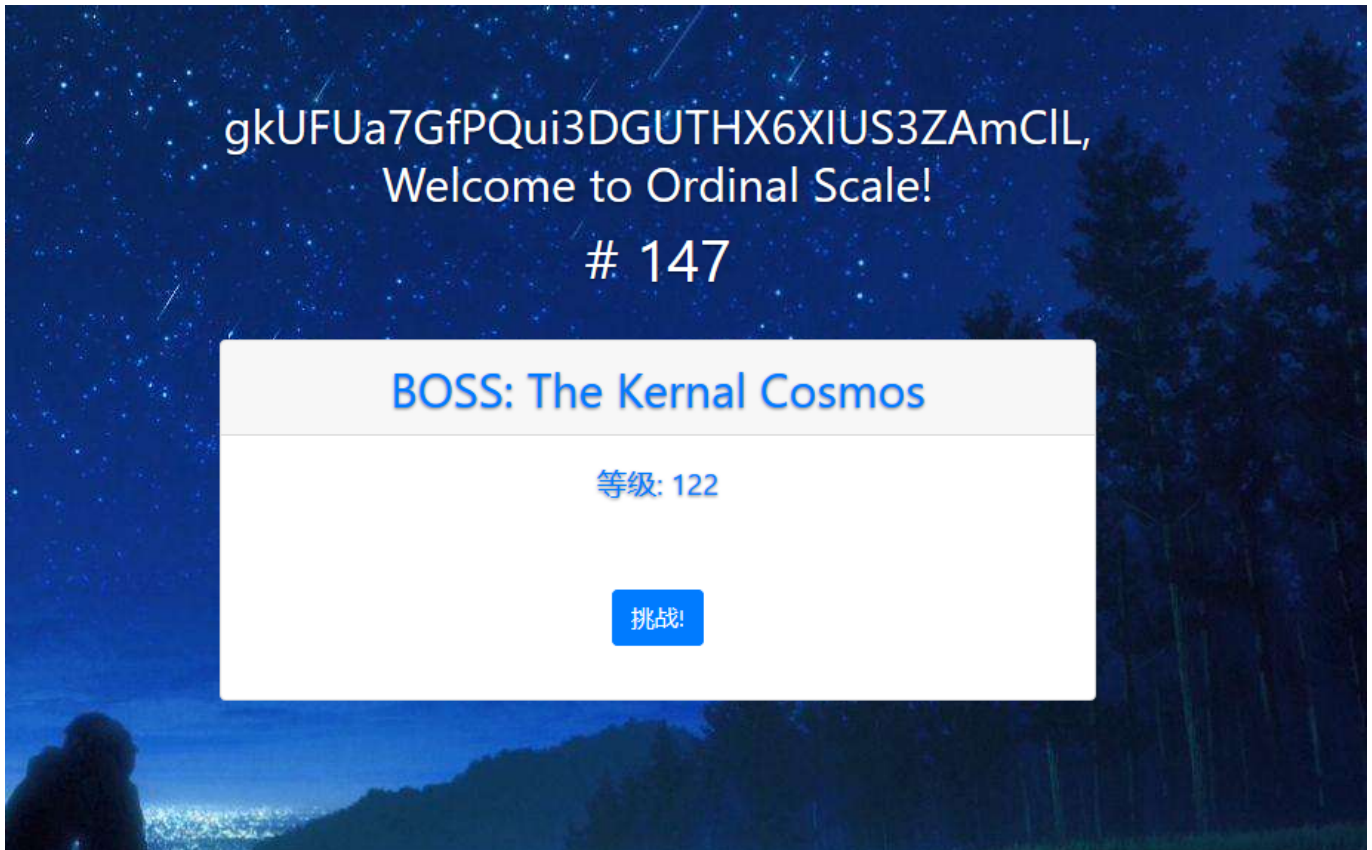 gkUFUa7GfPQui3DGUTHX6XIUS3ZAmClL,
Welcome to Ordinal Scale!
# 147
BOSS: The Kernal Cosmos
等级: 122
挑战!